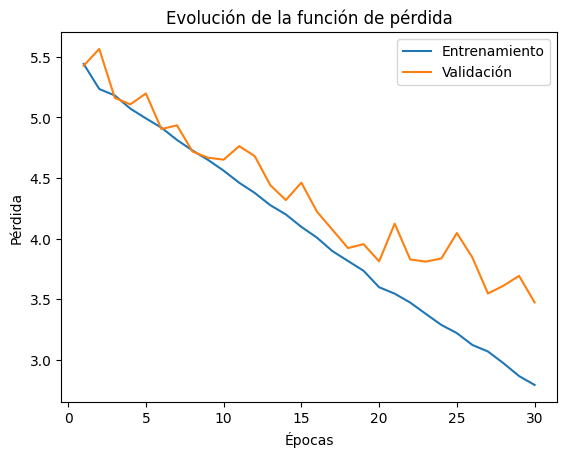 Evolución de la función de pérdida
Entrenamiento
Validación
5.5
5.0
4.5
4.0
3.5
3.0
Pérdida
0
5
10
15
20
25
30
Épocas